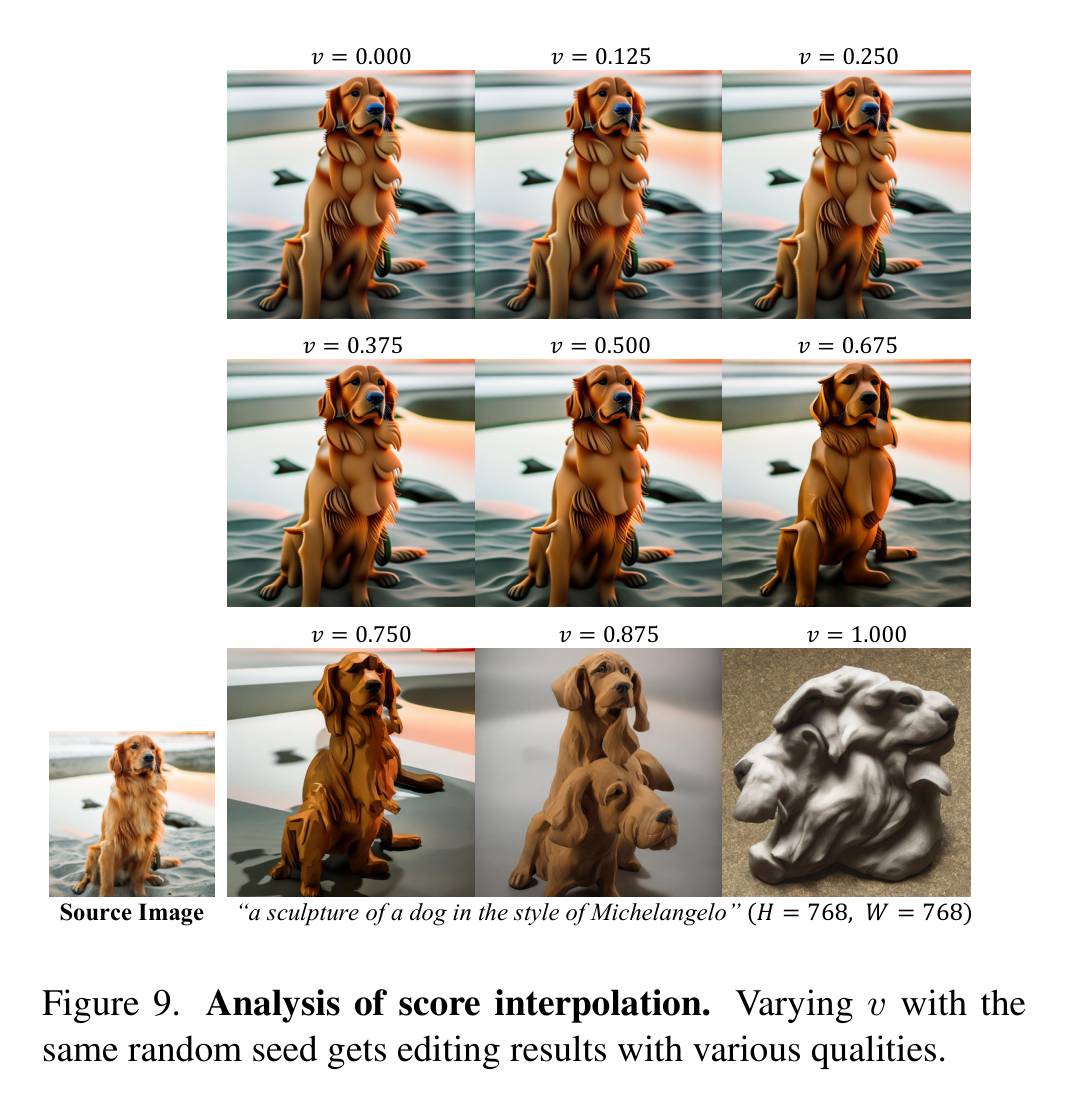 v = 0.000 v = 0.125 v = 0.250
v = 0.375 v = 0.500 v = 0.675
v = 0.750 v = 0.875 v = 1.000
Source Image “a sculpture of a dog in the style of Michelangelo” (H = 768, W = 768)
Figure 9. Analysis of score interpolation. Varying v with the
same random seed gets editing results with various qualities.